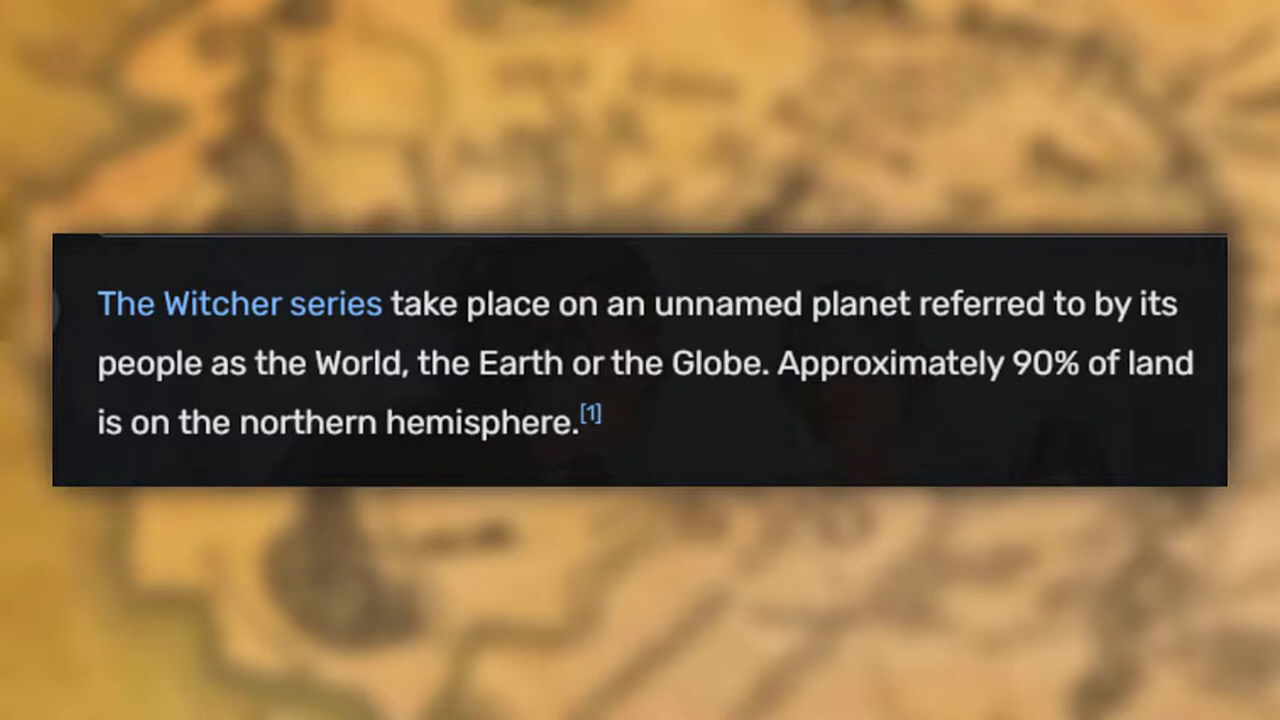 The Witcher series take place on an unnamed planet referred to by its
people as the World, the Earth or the Globe. Approximately 90% of land
is on the northern hemisphere.[1]